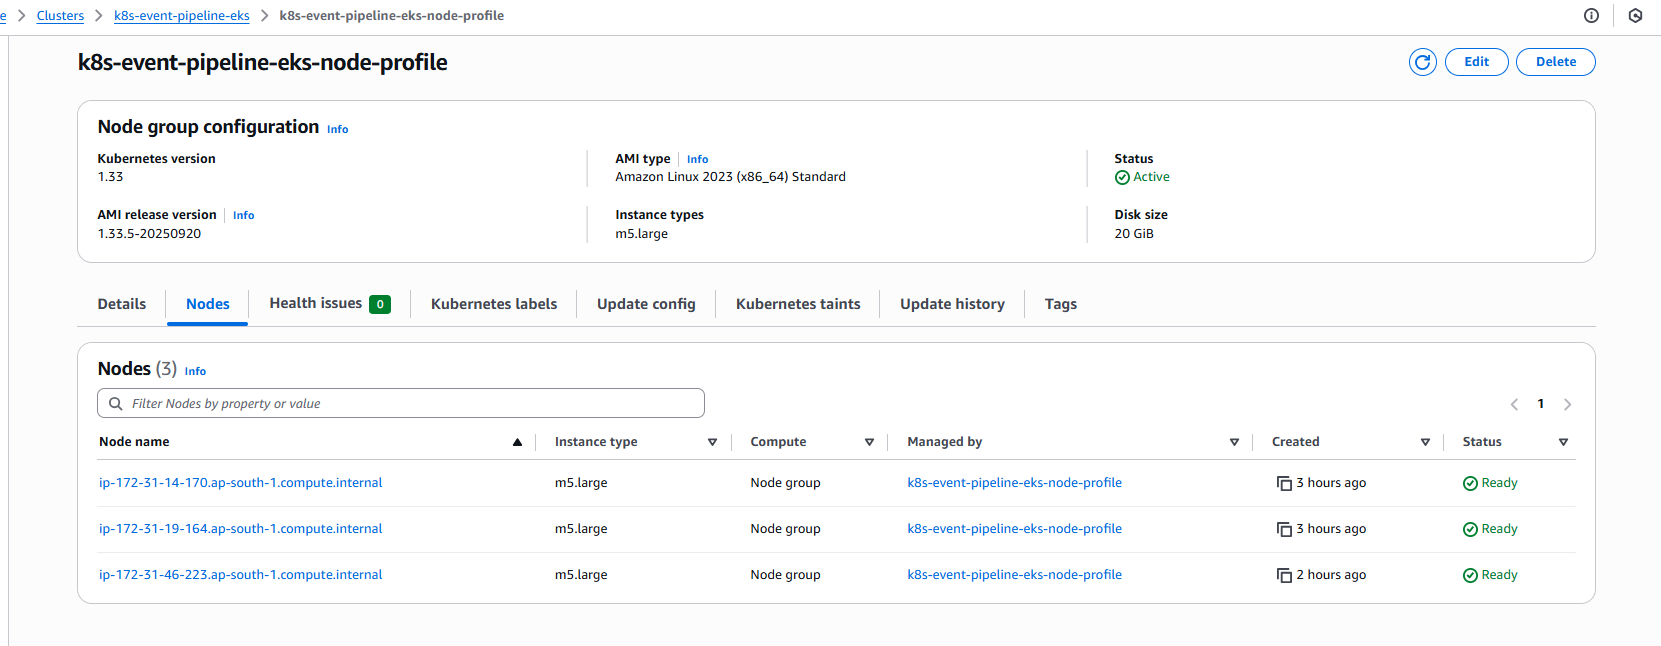 e > Clusters > k8s-event-pipeline-eks > k8s-event-pipeline-eks-node-profile
k8s-event-pipeline-eks-node-profile
Edit
Delete
Node group configuration Info
Kubernetes version
1.33
AMI type Info
Amazon Linux 2023 (x86_64) Standard
Status
Active
AMI release version Info
1.33.5-20250920
Instance types
m5.large
Disk size
20 GiB
Details Nodes Health issues 0 Kubernetes labels Update config Kubernetes taints Update history Tags
Nodes (3) Info
Filter Nodes by property or value
1
Node name Instance type Compute Managed by Created Status
ip-172-31-14-170.ap-south-1.compute.internal m5.large Node group k8s-event-pipeline-eks-node-profile 3 hours ago Ready
ip-172-31-19-164.ap-south-1.compute.internal m5.large Node group k8s-event-pipeline-eks-node-profile 3 hours ago Ready
ip-172-31-46-223.ap-south-1.compute.internal m5.large Node group k8s-event-pipeline-eks-node-profile 2 hours ago Ready